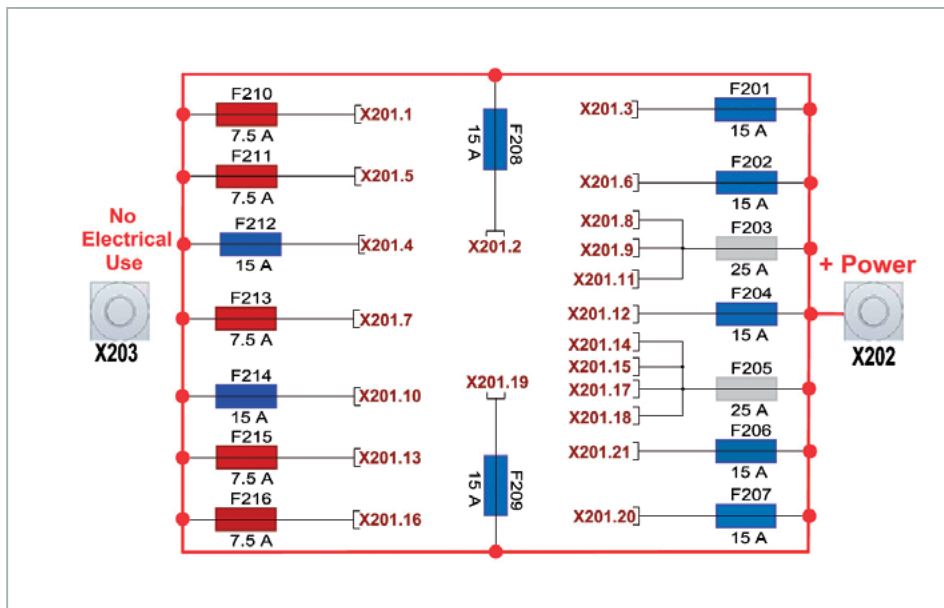 F210
X201.1
7.5 A
F211
X201.5
7.5 A
No
Electrical
Use
F212
X201.4
15 A
X203
F213
X201.7
7.5 A
F214
X201.10
15 A
F215
X201.13
7.5 A
F216
X201.16
7.5 A
F208
15 A
X201.2
X201.19
F209
15 A
F201
X201.3
15 A
F202
X201.6
15 A
X201.8
F203
X201.9
25 A
X201.11
+ Power
F204
X201.12
15 A
X202
X201.14
X201.15
F205
X201.17
25 A
X201.18
F206
X201.21
15 A
F207
X201.20
15 A